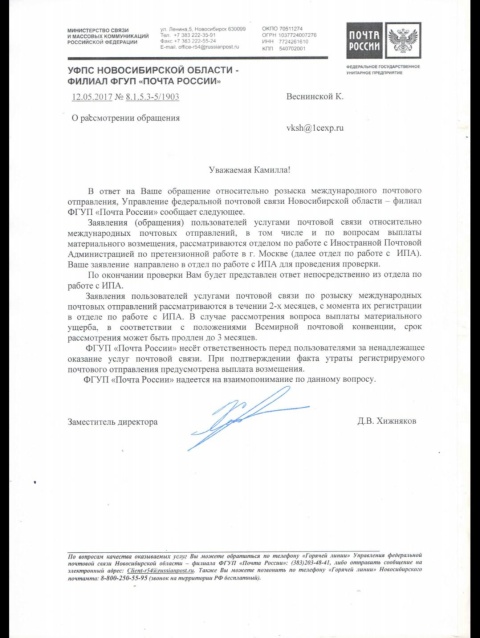 МИНИСТЕРСТВО СВЯЗИ
И МАССОВЫХ КОММУНИКАЦИЙ
РОССИЙСКОЙ ФЕДЕРАЦИИ
ул. Ленина,5, Новосибирск 630099
Тел. +7 383 222-35-91
Факс +7 383 222-55-24
E-mail: office-r54@russianpost.ru
ОКПО 70511274
ОГРН 1037724007276
ИНН 7724261610
КПП 540702001
ПОЧТА
РОССИИ
ФЕДЕРАЛЬНОЕ ГОСУДАРСТВЕННОЕ
УНИТАРНОЕ ПРЕДПРИЯТИЕ
УФПС НОВОСИБИРСКОЙ ОБЛАСТИ -
ФИЛИАЛ ФГУП «ПОЧТА РОССИИ»
12.05.2017 № 8.1.5.3-5/1903
Веснинской К.
О рассмотрении обращения
vksh@1cexp.ru
Уважаемая Камилла!
В ответ на Ваше обращение относительно розыска международного почтового
отправления, Управление федеральной почтовой связи Новосибирской области – филиал
ФГУП «Почта России» сообщает следующее.
Заявления (обращения) пользователей услугами почтовой связи относительно
международных почтовых отправлений, в том числе и по вопросам выплаты
материального возмещения, рассматриваются отделом по работе с Иностранной Почтовой
Администрацией по претензионной работе в г. Москве (далее отдел по работе с ИПА).
Ваше заявление направлено в отдел по работе с ИПА для проведения проверки.
По окончании проверки Вам будет представлен ответ непосредственно из отдела по
работе с ИПА.
Заявления пользователей услугами почтовой связи по розыску международных
почтовых отправлений рассматриваются в течении 2-х месяцев, с момента их регистрации
в отделе по работе с ИПА. В случае рассмотрения вопроса выплаты материального
ущерба, в соответствии с положениями Всемирной почтовой конвенции, срок
рассмотрения может быть продлен до 3 месяцев.
ФГУП «Почта России» несёт ответственность перед пользователями за ненадлежащее
оказание услуг почтовой связи. При подтверждении факта утраты регистрируемого
почтового отправления предусмотрена выплата возмещения.
ФГУП «Почта России» надеется на взаимопонимание по данному вопросу.
Заместитель директора
Д.В. Хижняков
По вопросам качества оказываемых услуг Вы можете обратиться по телефону «Горячей линии» Управления федеральной
почтовой связи Новосибирской области – филиала ФГУП «Почта России»: (383)203-48-41, либо отправить сообщение на
электронный адрес: Client-r54@russianpost.ru. Также Вы можете позвонить по телефону «Горячей линии» Новосибирского
почтамта: 8-800-250-55-95 (звонок на территории РФ бесплатный).